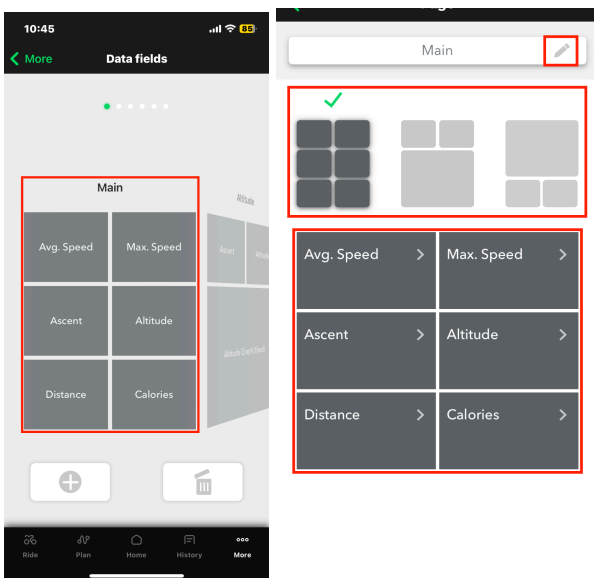 10:45
85
More
Data fields
Main
Avg. Speed
Max. Speed
Ascent
Altitude
Distance
Calories
Altitude
Ascent
Altitude Graph (fixed)
Ride
Plan
Home
History
More
Main
Avg. Speed
Max. Speed
Ascent
Altitude
Distance
Calories